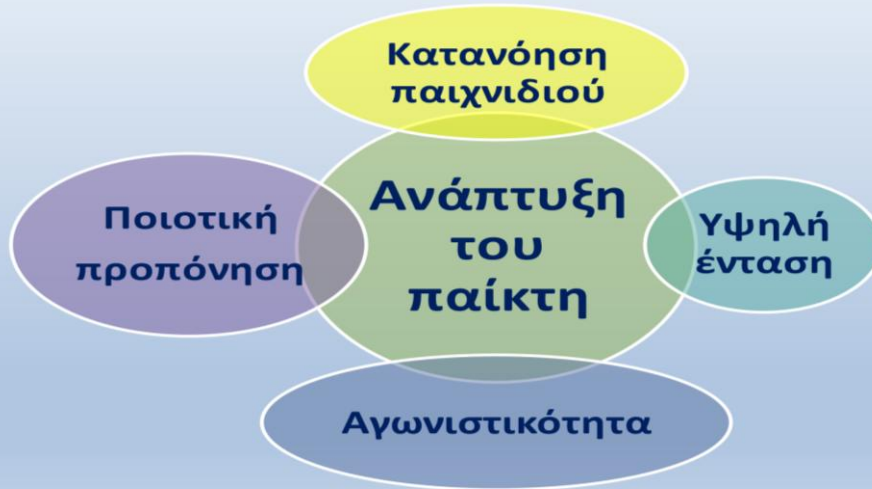 Κατανόηση
παιχνιδιού
Ποιοτική
προπόνηση
Ανάπτυξη
του
παίκτη
Υψηλή
ένταση
Αγωνιστικότητα